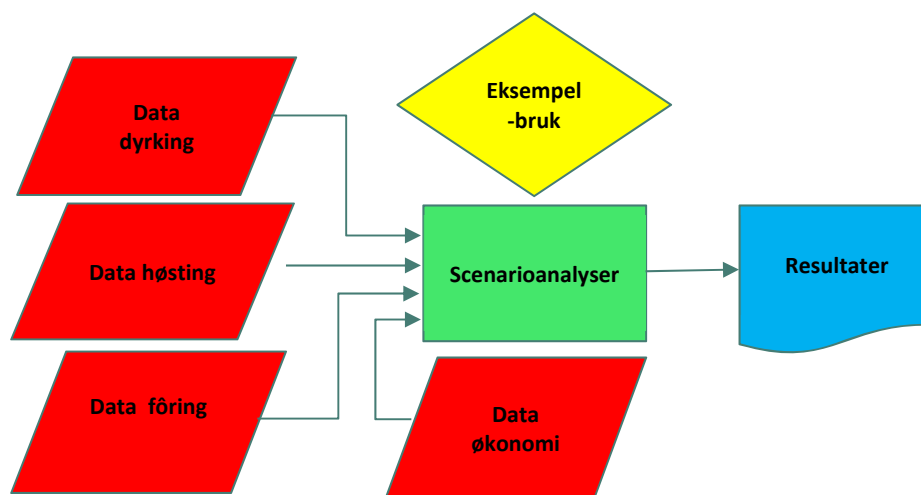 Data
dyrking
Eksempel
-bruk
Data høsting
Scenarioanalyser
Resultater
Data fôring
Data
økonomi